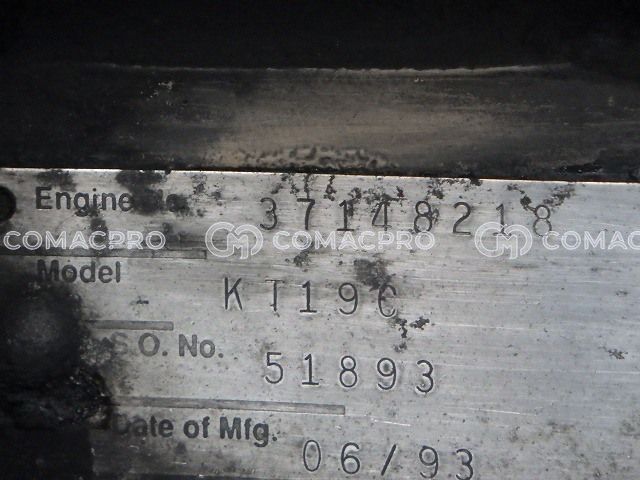 Engine No. 37148218
COMACPRO COMACPRO COMACPRO
Model KT19C
S.O. No. 51893
Date of Mfg. 06/93